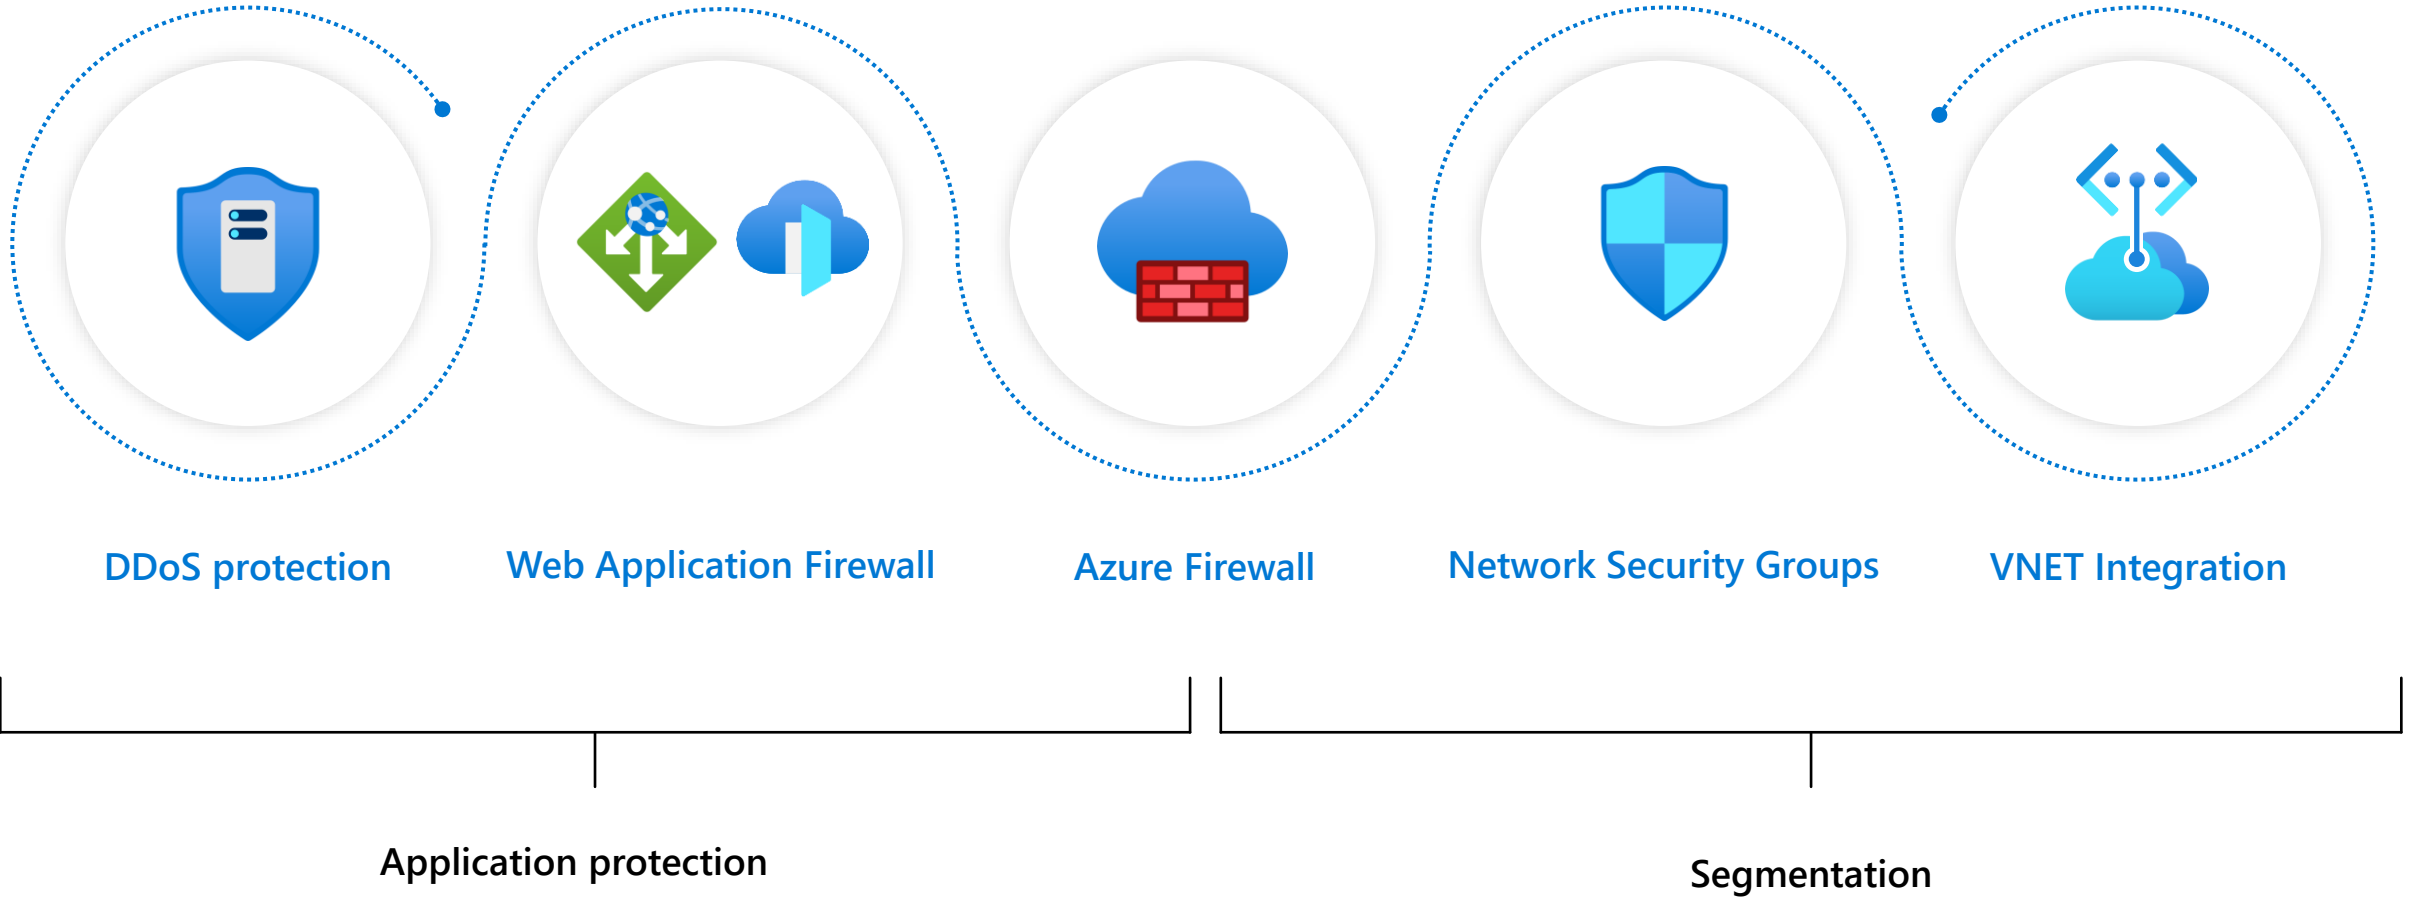 DDoS protection
Web Application Firewall
Azure Firewall
Network Security Groups
VNET Integration
Application protection
Segmentation